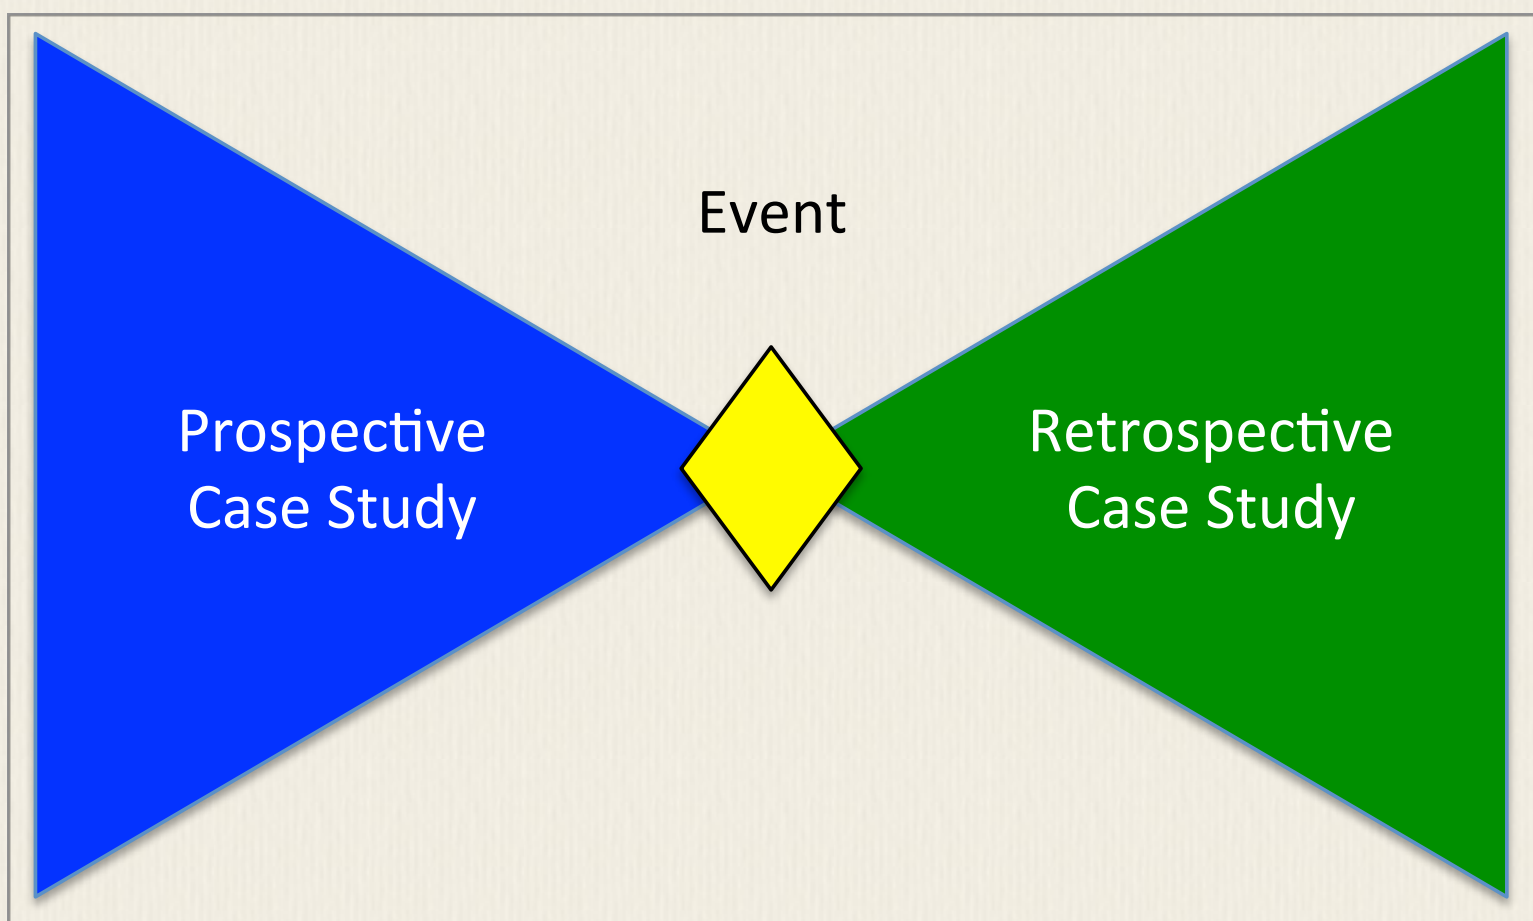 Event
Prospective
Case Study
Retrospective
Case Study